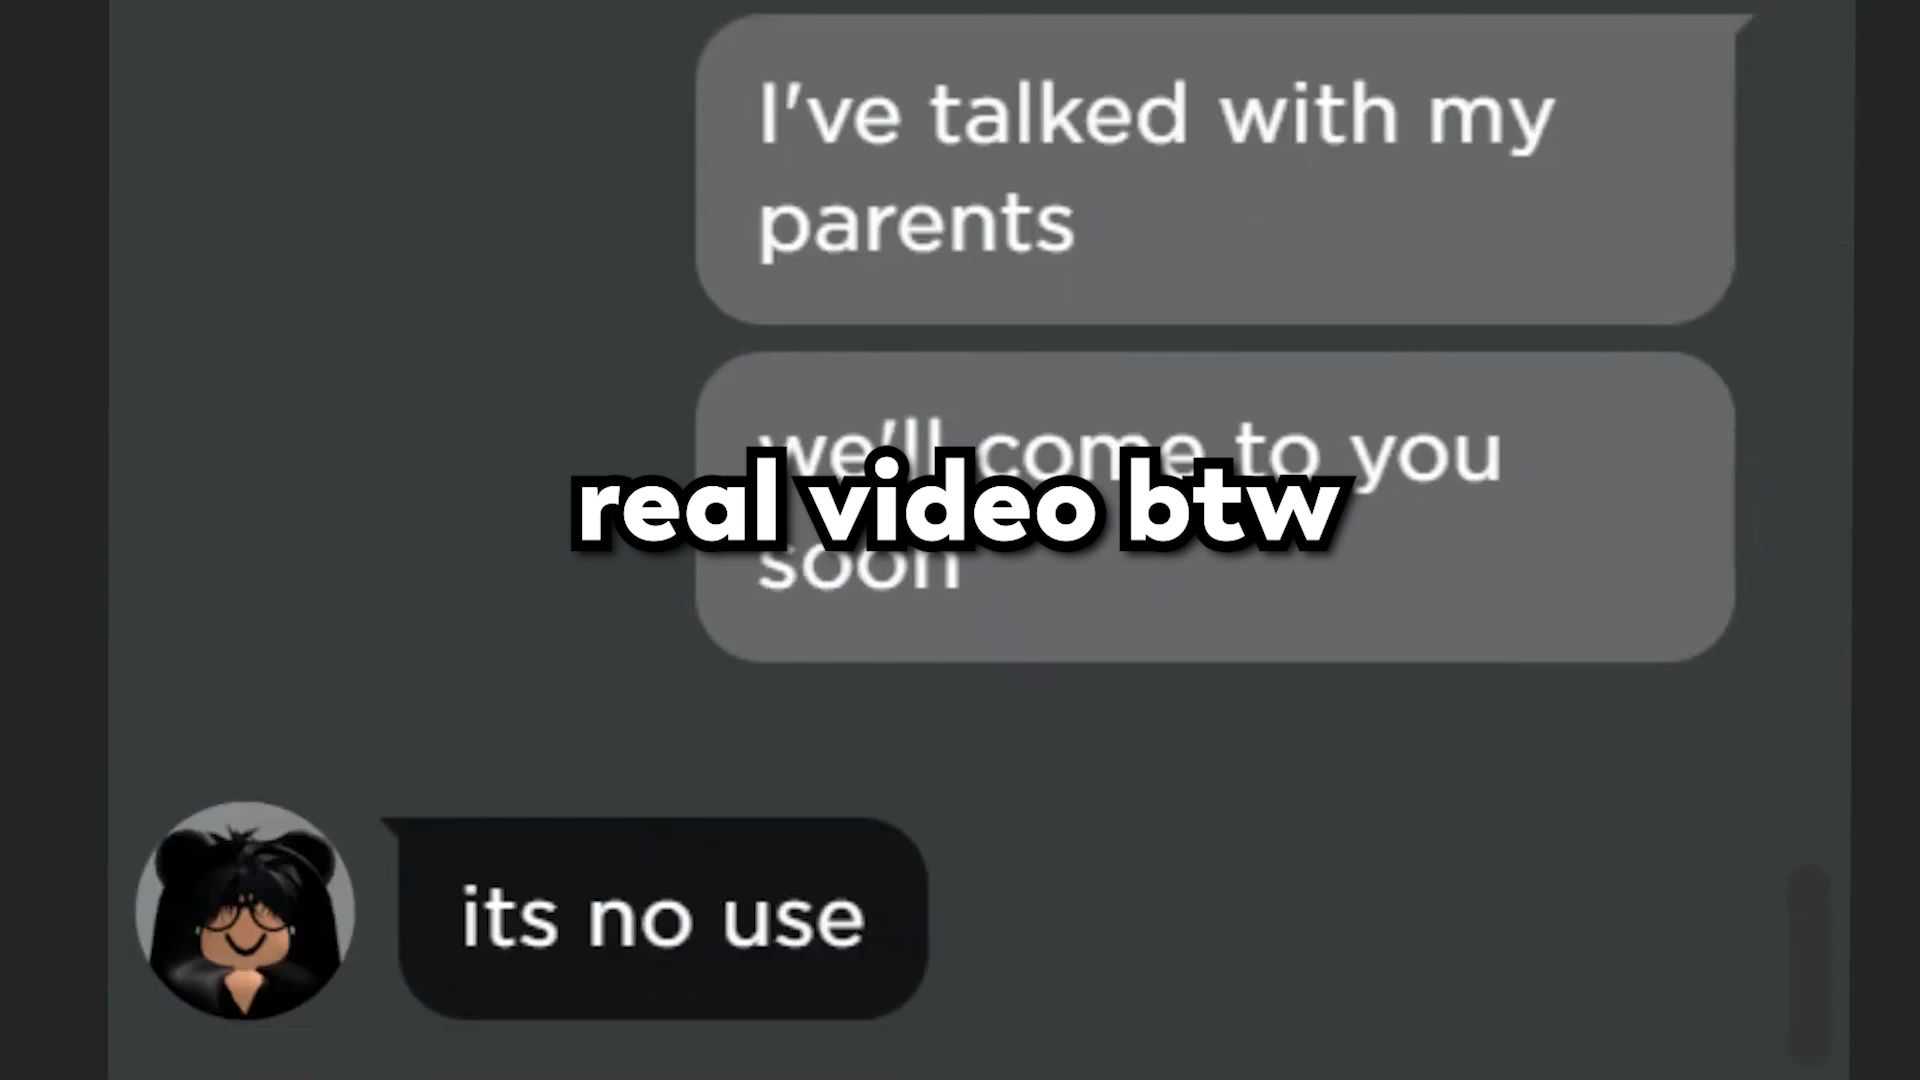 I've talked with my
parents
we'll come to you
real video btw
soon
its no use